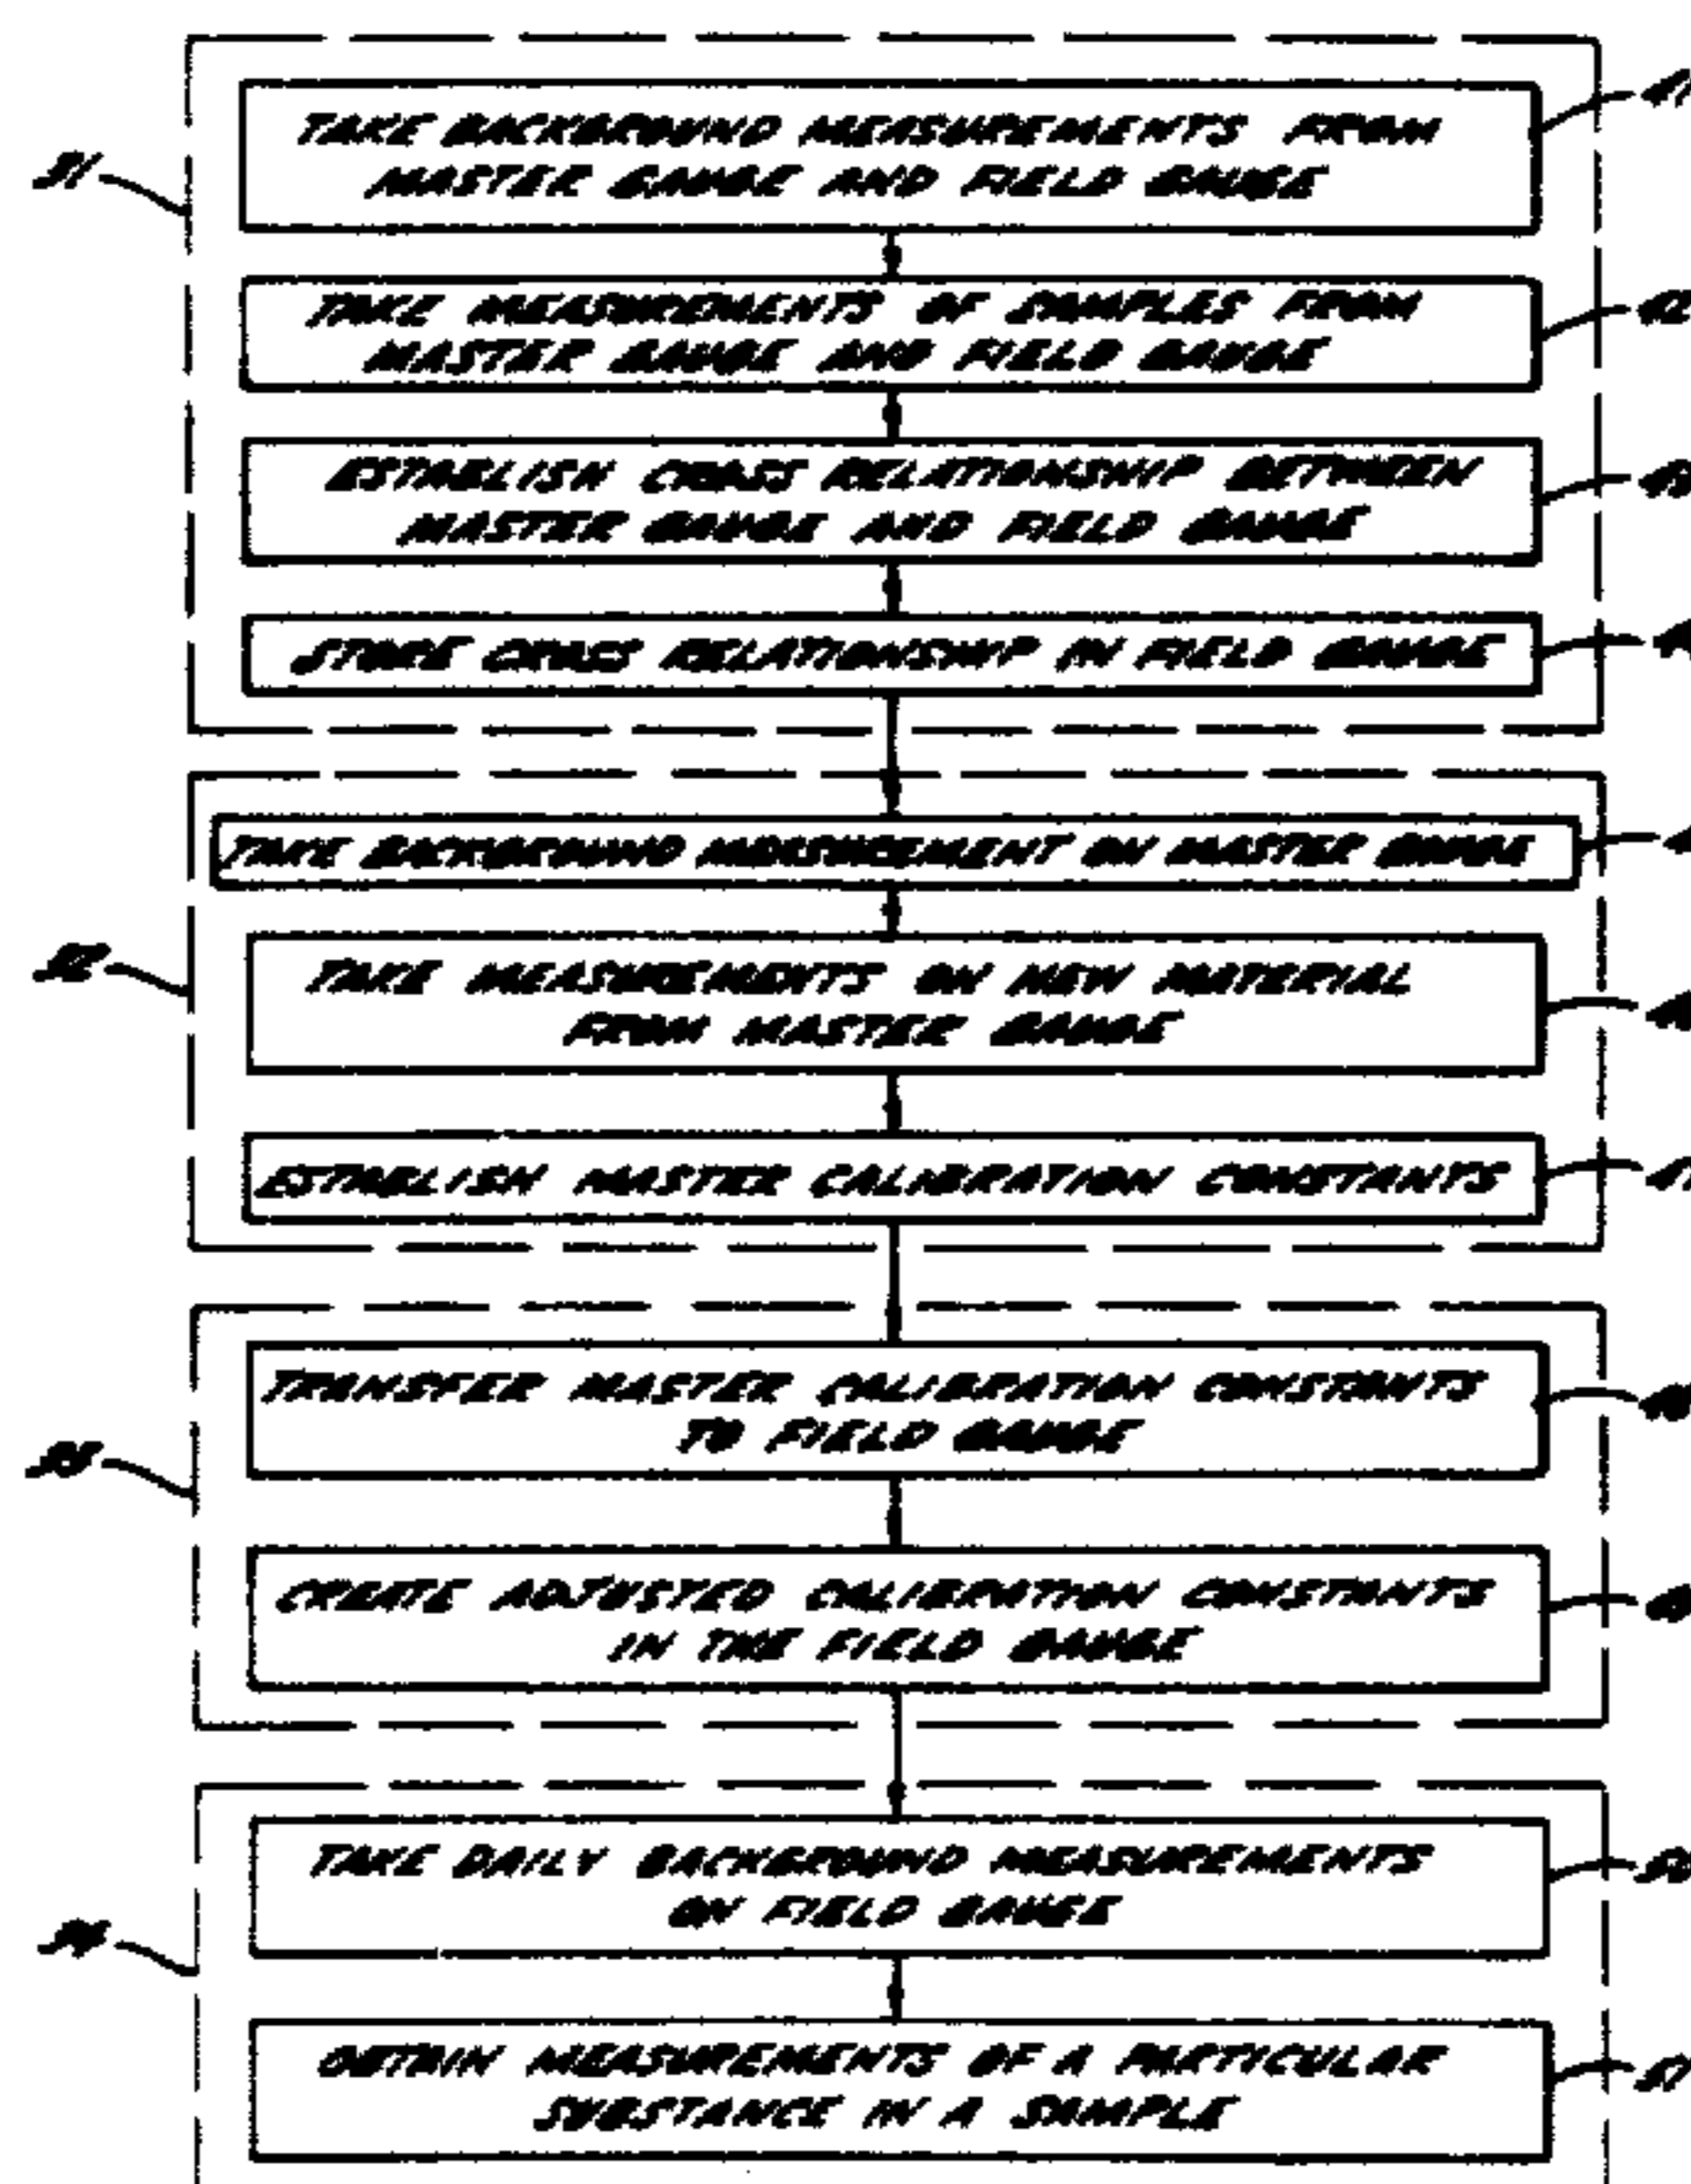 TAKE BACKGROUND MEASUREMENTS FROM
MASTER GAUGE AND FIELD GAUGE
31
TAKE MEASUREMENTS OF SAMPLES FROM
MASTER GAUGE AND FIELD GAUGE
ESTABLISH CROSS RELATIONSHIP BETWEEN
MASTER GAUGE AND FIELD GAUGE
STORE CROSS RELATIONSHIP IN FIELD GAUGE
TAKE BACKGROUND MEASUREMENT ON MASTER GAUGE
32
TAKE MEASUREMENTS ON NEW MATERIAL
FROM MASTER GAUGE
ESTABLISH MASTER CALIBRATION CONSTANTS
TRANSFER MASTER CALIBRATION CONSTANTS
TO FIELD GAUGE
33
CREATE ADJUSTED CALIBRATION CONSTANTS
IN THE FIELD GAUGE
TAKE DAILY BACKGROUND MEASUREMENTS
ON FIELD GAUGE
34
OBTAIN MEASUREMENTS OF A PARTICULAR
SUBSTANCE IN A SAMPLE